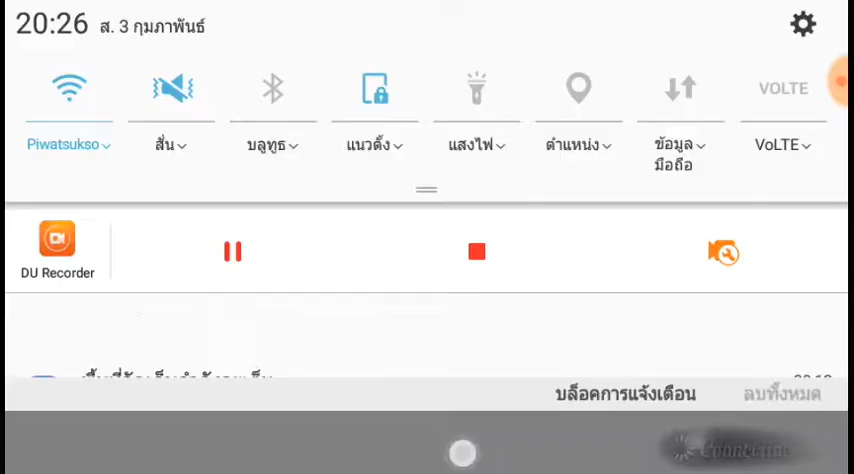 20:26 ส. 3 กุมภาพันธ์
VOLTE
Piwatsukso สั่น บลูทูธ แนวตั้ง แสงไฟ ตำแหน่ง ข้อมูล VoLTE
มือถือ
DU Recorder
บล็อคการแจ้งเตือน ลบทั้งหมด